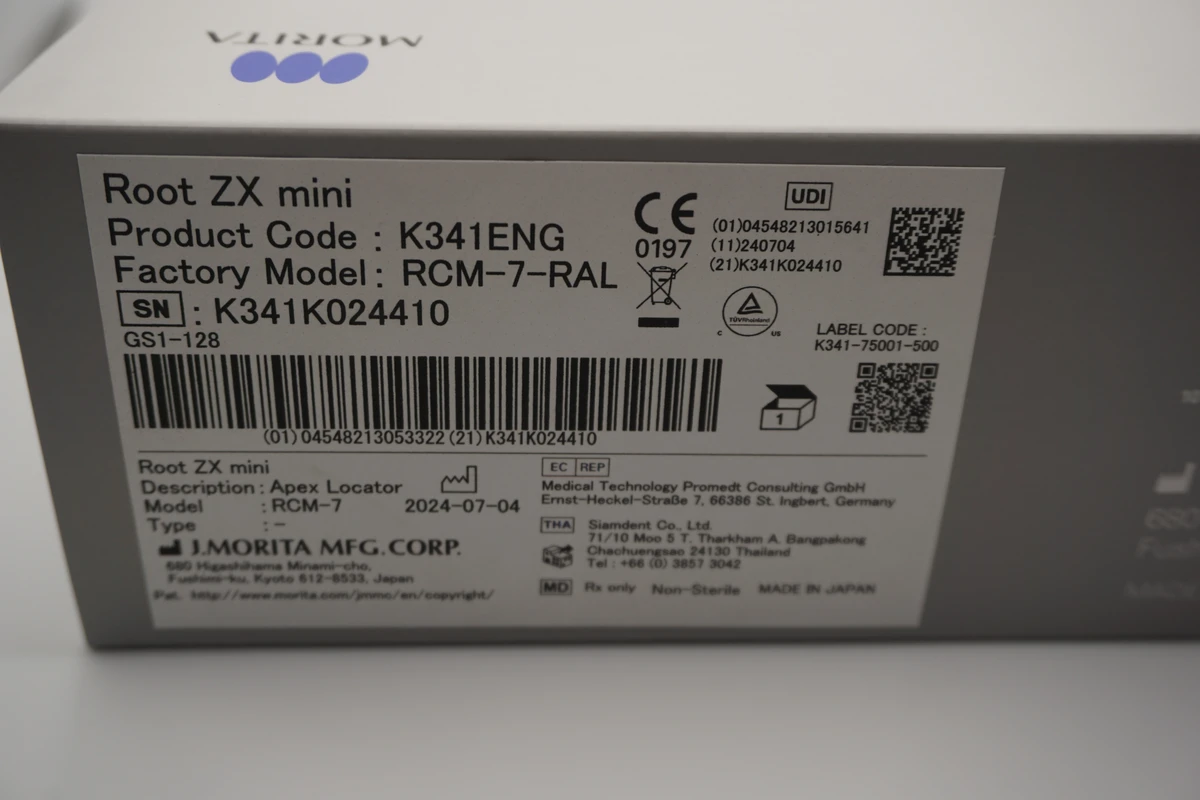 MORITA
Root ZX mini
Product Code : K341ENG
Factory Model : RCM-7-RAL
SN : K341K024410
GS1-128
(01) 04548213053322 (21) K341K024410
CE
0197
UDI
(01)04548213015641
(11)240704
(21)K341K024410
TÜVRheinland
C US
LABEL CODE :
K341-75001-500
1
Root ZX mini
Description : Apex Locator
Model : RCM-7
2024-07-04
Type : -
J.MORITA MFG.CORP.
680 Higashihama Minami-cho,
Fushimi-ku, Kyoto 612-8533, Japan
Pat. http://www.morita.com/jmmc/en/copyright/
EC REP
Medical Technology Promedt Consulting GmbH
Ernst-Heckel-Straße 7, 66386 St. Ingbert, Germany
THA Siamdent Co., Ltd.
71/10 Moo 5 T. Tharkham A. Bangpakong
Chachuengsao 24130 Thailand
Tel : +66 (0) 3857 3042
MD Rx only Non-Sterile MADE IN JAPAN